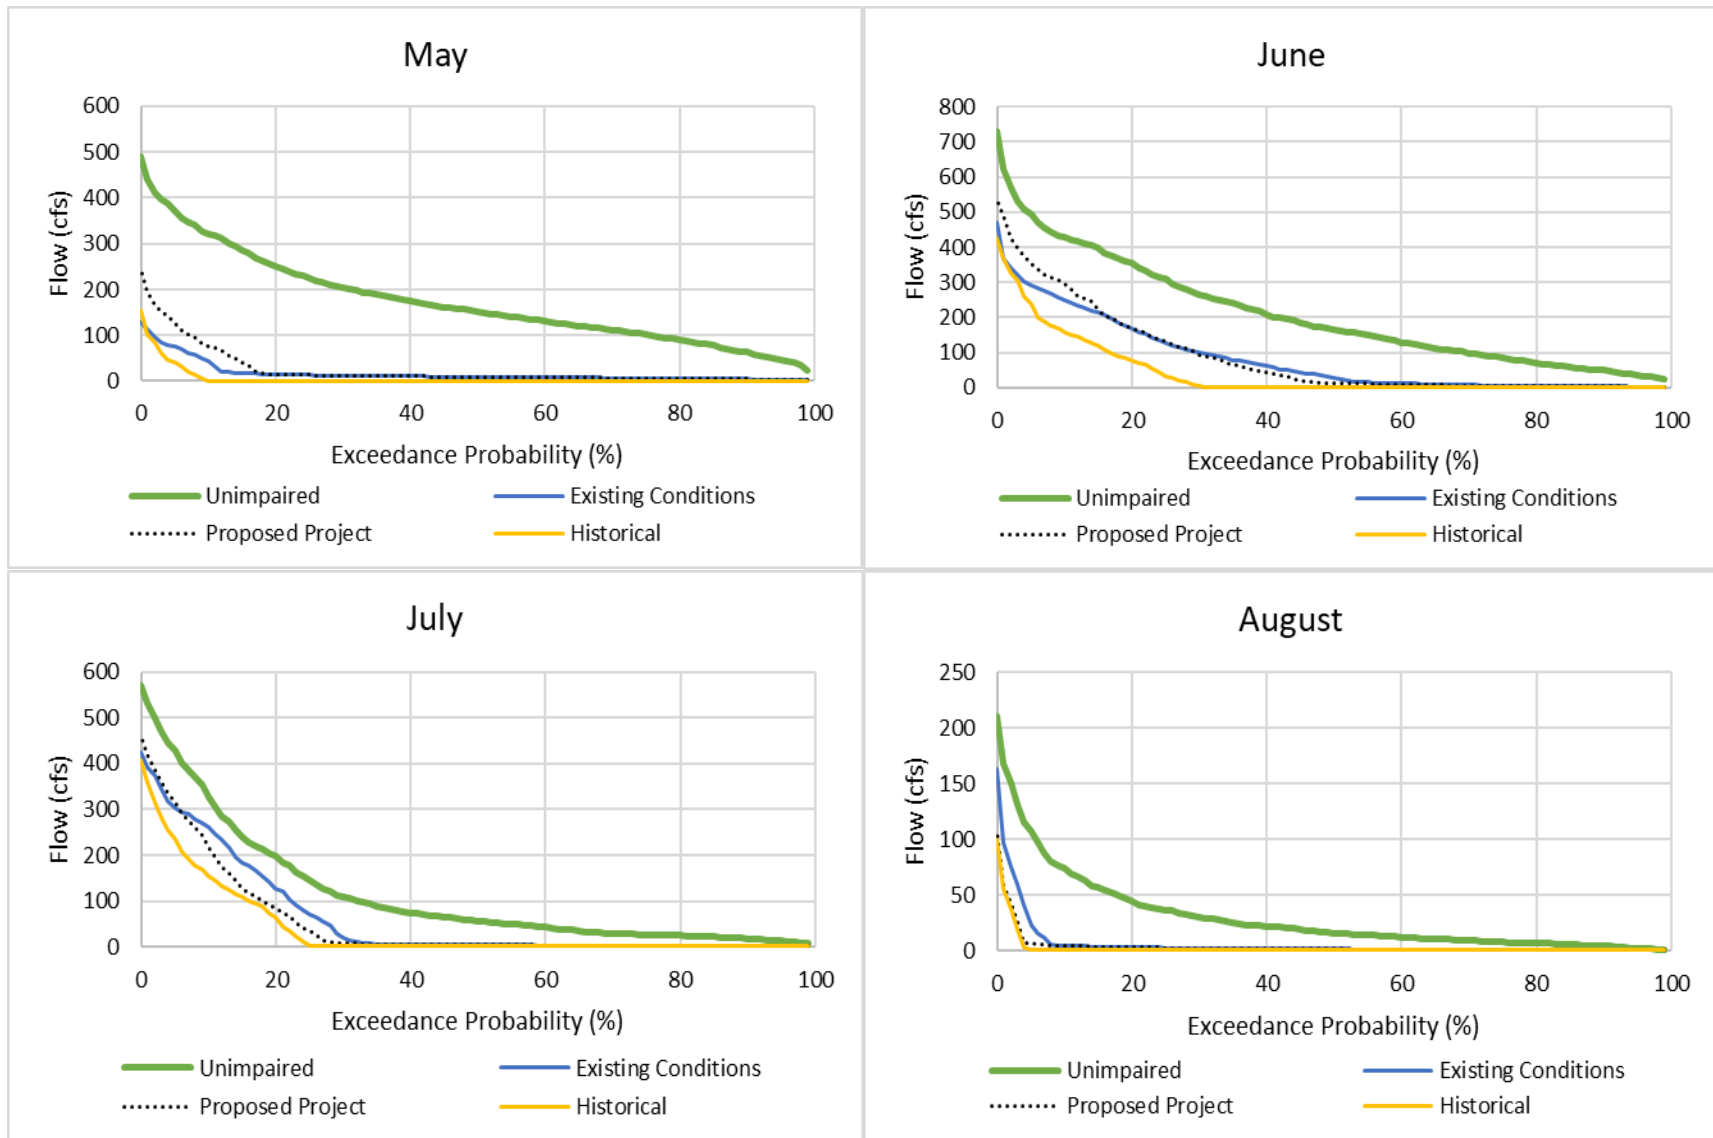 May
600
500
400
300
200
100
0
Flow (cfs)
0 20 40 60 80 100
Exceedance Probability (%)
Unimpaired Existing Conditions
Proposed Project Historical
June
800
700
600
500
400
300
200
100
0
Flow (cfs)
0 20 40 60 80 100
Exceedance Probability (%)
Unimpaired Existing Conditions
Proposed Project Historical
July
600
500
400
300
200
100
0
Flow (cfs)
0 20 40 60 80 100
Exceedance Probability (%)
Unimpaired Existing Conditions
Proposed Project Historical
August
250
200
150
100
50
0
Flow (cfs)
0 20 40 60 80 100
Exceedance Probability (%)
Unimpaired Existing Conditions
Proposed Project Historical